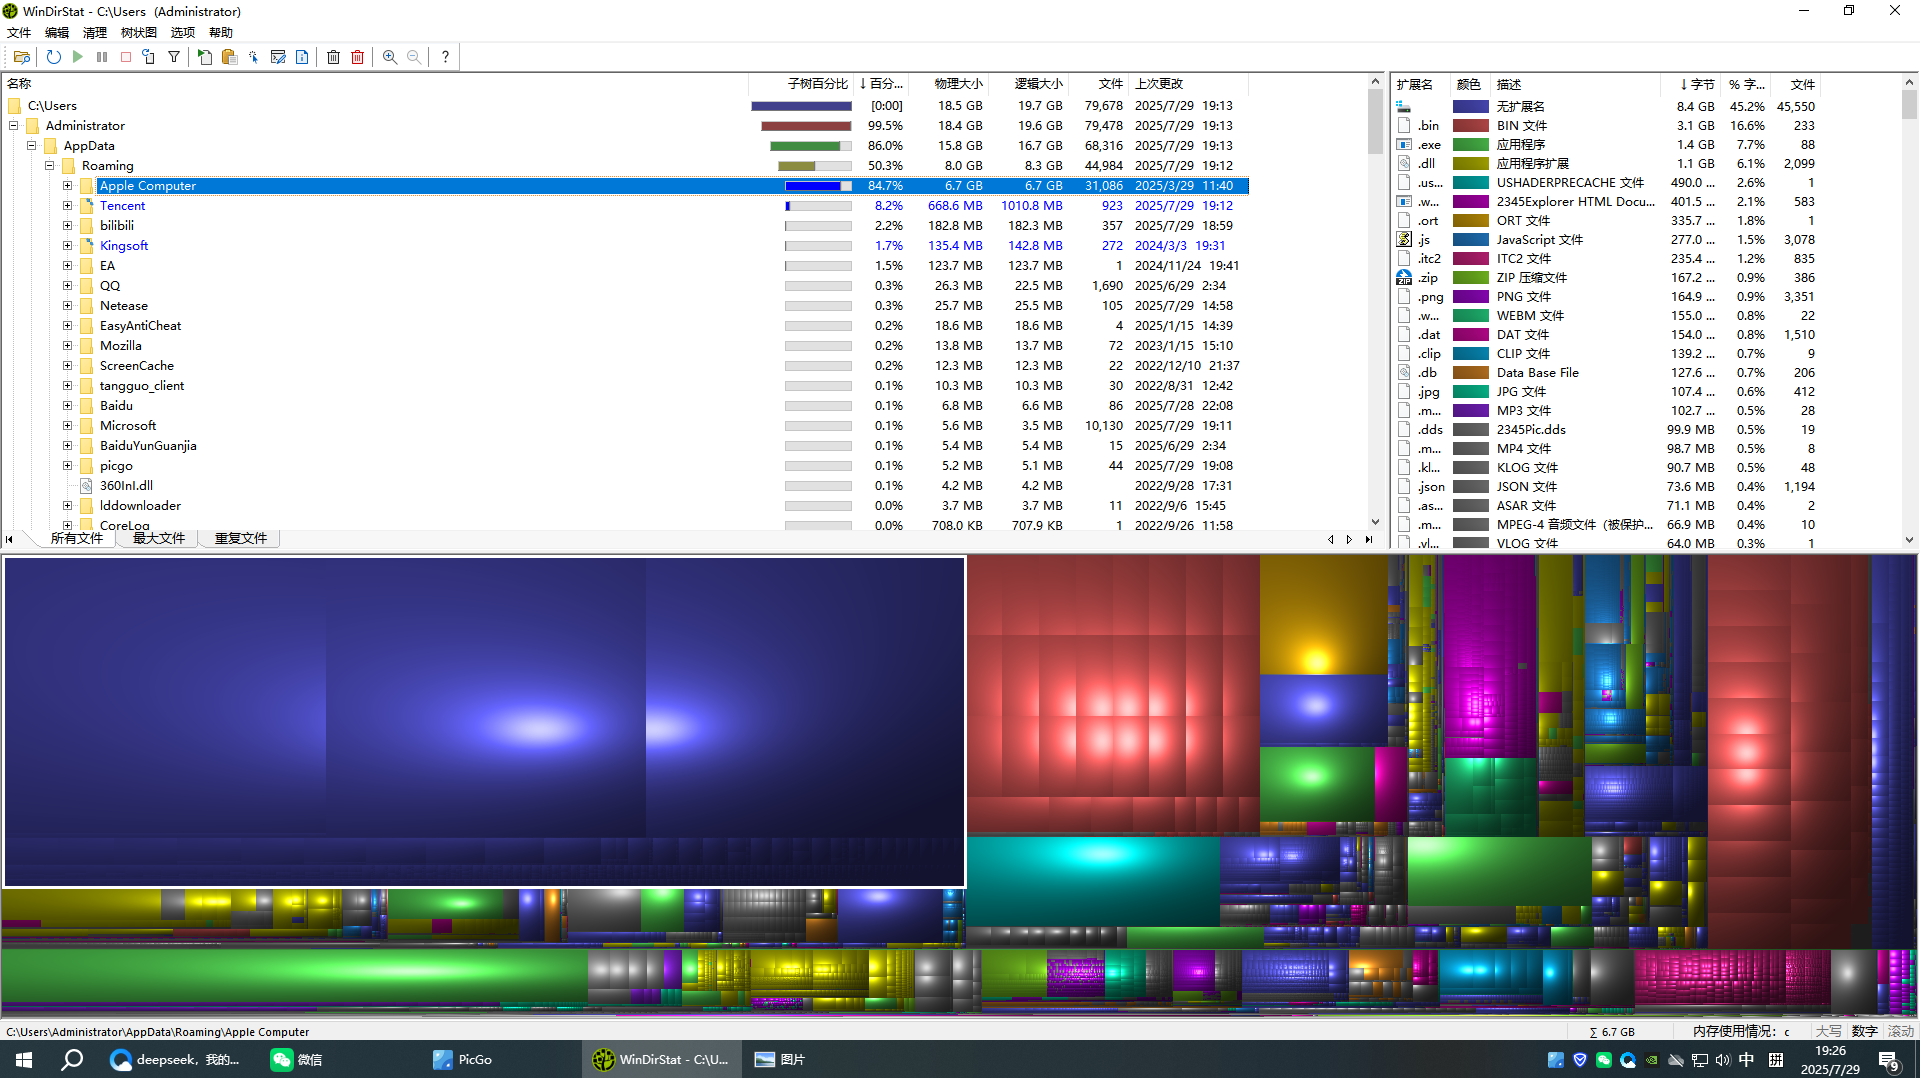 WinDirStat - C:\Users  (Administrator)
文件 编辑 清理 树状图 选项 帮助
名称 子树百分比 ↓ 百分... 物理大小 逻辑大小 文件 上次更改
C:\Users [0:00] 18.5 GB 19.7 GB 79,678 2025/7/29 19:13
Administrator 99.5% 18.4 GB 19.6 GB 79,478 2025/7/29 19:13
AppData 86.0% 15.8 GB 16.7 GB 68,316 2025/7/29 19:13
Roaming 50.3% 8.0 GB 8.3 GB 44,984 2025/7/29 19:12
Apple Computer 84.7% 6.7 GB 6.7 GB 31,086 2025/3/29 11:40
Tencent 8.2% 668.6 MB 1010.8 MB 923 2025/7/29 19:12
bilibili 2.2% 182.8 MB 182.3 MB 357 2025/7/29 18:59
Kingsoft 1.7% 135.4 MB 142.8 MB 272 2024/3/3 19:31
EA 1.5% 123.7 MB 123.7 MB 1 2024/11/24 19:41
QQ 0.3% 26.3 MB 22.5 MB 1,690 2025/6/29 2:34
Netease 0.3% 25.7 MB 25.5 MB 105 2025/7/29 14:58
EasyAntiCheat 0.2% 18.6 MB 18.6 MB 4 2025/1/15 14:39
Mozilla 0.2% 13.8 MB 13.7 MB 72 2023/1/15 15:10
ScreenCache 0.2% 12.3 MB 12.3 MB 22 2022/12/10 21:37
tangguo_client 0.1% 10.3 MB 10.3 MB 30 2022/8/31 12:42
Baidu 0.1% 6.8 MB 6.6 MB 86 2025/7/28 22:08
Microsoft 0.1% 5.6 MB 3.5 MB 10,130 2025/7/29 19:11
BaiduYunGuanjia 0.1% 5.4 MB 5.4 MB 15 2025/6/29 2:34
picgo 0.1% 5.2 MB 5.1 MB 44 2025/7/29 19:08
360InI.dll 0.1% 4.2 MB 4.2 MB 2022/9/28 17:31
lddownloader 0.0% 3.7 MB 3.7 MB 11 2022/9/6 15:45
CoreLog 0.0% 708.0 KB 707.9 KB 1 2022/9/26 11:58
所有文件 最大文件 重复文件
扩展名 颜色 描述 ↓ 字节 % 字... 文件
无扩展名 8.4 GB 45.2% 45,550
.bin BIN 文件 3.1 GB 16.6% 233
.exe 应用程序 1.4 GB 7.7% 88
.dll 应用程序扩展 1.1 GB 6.1% 2,099
.us... USHADERPRECACHE 文件 490.0 ... 2.6% 1
.w... 2345Explorer HTML Docu... 401.5 ... 2.1% 583
.ort ORT 文件 335.7 ... 1.8% 1
.js JavaScript 文件 277.0 ... 1.5% 3,078
.itc2 ITC2 文件 235.4 ... 1.2% 835
.zip ZIP 压缩文件 167.2 ... 0.9% 386
.png PNG 文件 164.9 ... 0.9% 3,351
.w... WEBM 文件 155.0 ... 0.8% 22
.dat DAT 文件 154.0 ... 0.8% 1,510
.clip CLIP 文件 139.2 ... 0.7% 9
.db Data Base File 127.6 ... 0.7% 206
.jpg JPG 文件 107.4 ... 0.6% 412
.m... MP3 文件 102.7 ... 0.5% 28
.dds 2345Pic.dds 99.9 MB 0.5% 19
.m... MP4 文件 98.7 MB 0.5% 8
.kl... KLOG 文件 90.7 MB 0.5% 48
.json JSON 文件 73.6 MB 0.4% 1,194
.as... ASAR 文件 71.1 MB 0.4% 2
.m... MPEG-4 音频文件（被保护... 66.9 MB 0.4% 10
.vl... VLOG 文件 64.0 MB 0.3% 1
C:\Users\Administrator\AppData\Roaming\Apple Computer ∑ 6.7 GB 内存使用情况: c 大写 数字 滚动
deepseek，我的... 微信 PicGo WinDirStat - C:\U... 图片 中 拼 19:26
2025/7/29 9